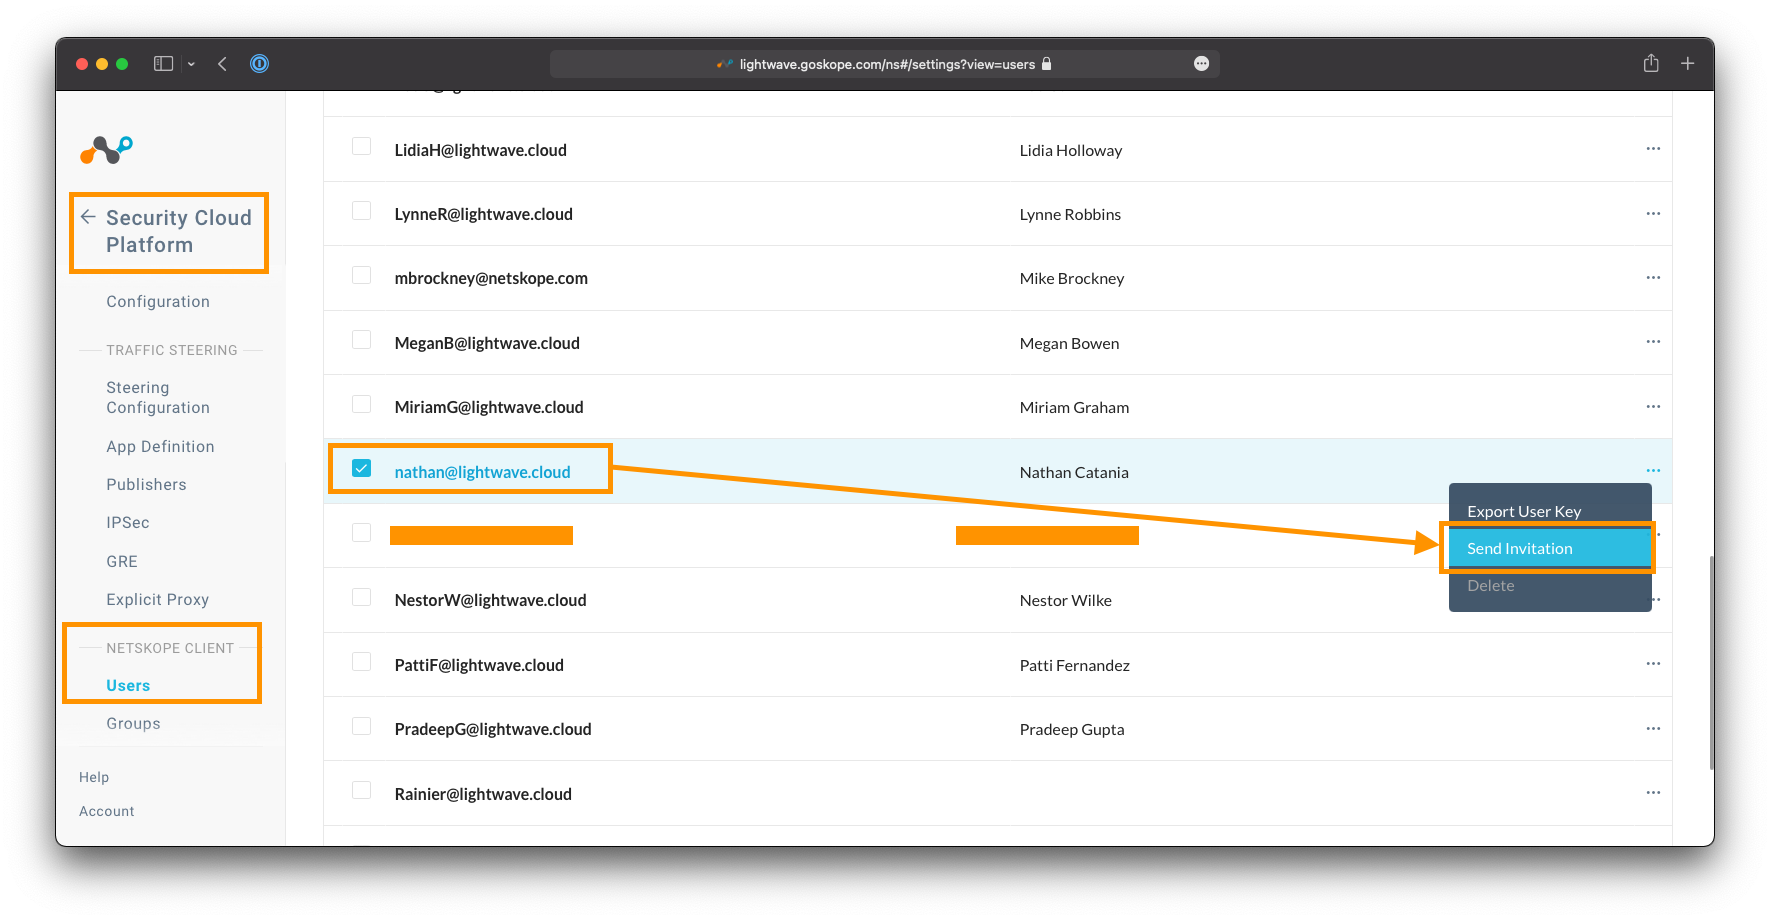 lightwave.goskope.com/ns#/settings?view=users
Security Cloud
Platform
Configuration
TRAFFIC STEERING
Steering
Configuration
App Definition
Publishers
IPSec
GRE
Explicit Proxy
NETSKOPE CLIENT
Users
Groups
Help
Account
LidiaH@lightwave.cloud Lidia Holloway
LynneR@lightwave.cloud Lynne Robbins
mbrockney@netskope.com Mike Brockney
MeganB@lightwave.cloud Megan Bowen
MiriamG@lightwave.cloud Miriam Graham
nathan@lightwave.cloud Nathan Catania
Export User Key
Send Invitation
Delete
NestorW@lightwave.cloud Nestor Wilke
PattiF@lightwave.cloud Patti Fernandez
PradeepG@lightwave.cloud Pradeep Gupta
Rainier@lightwave.cloud